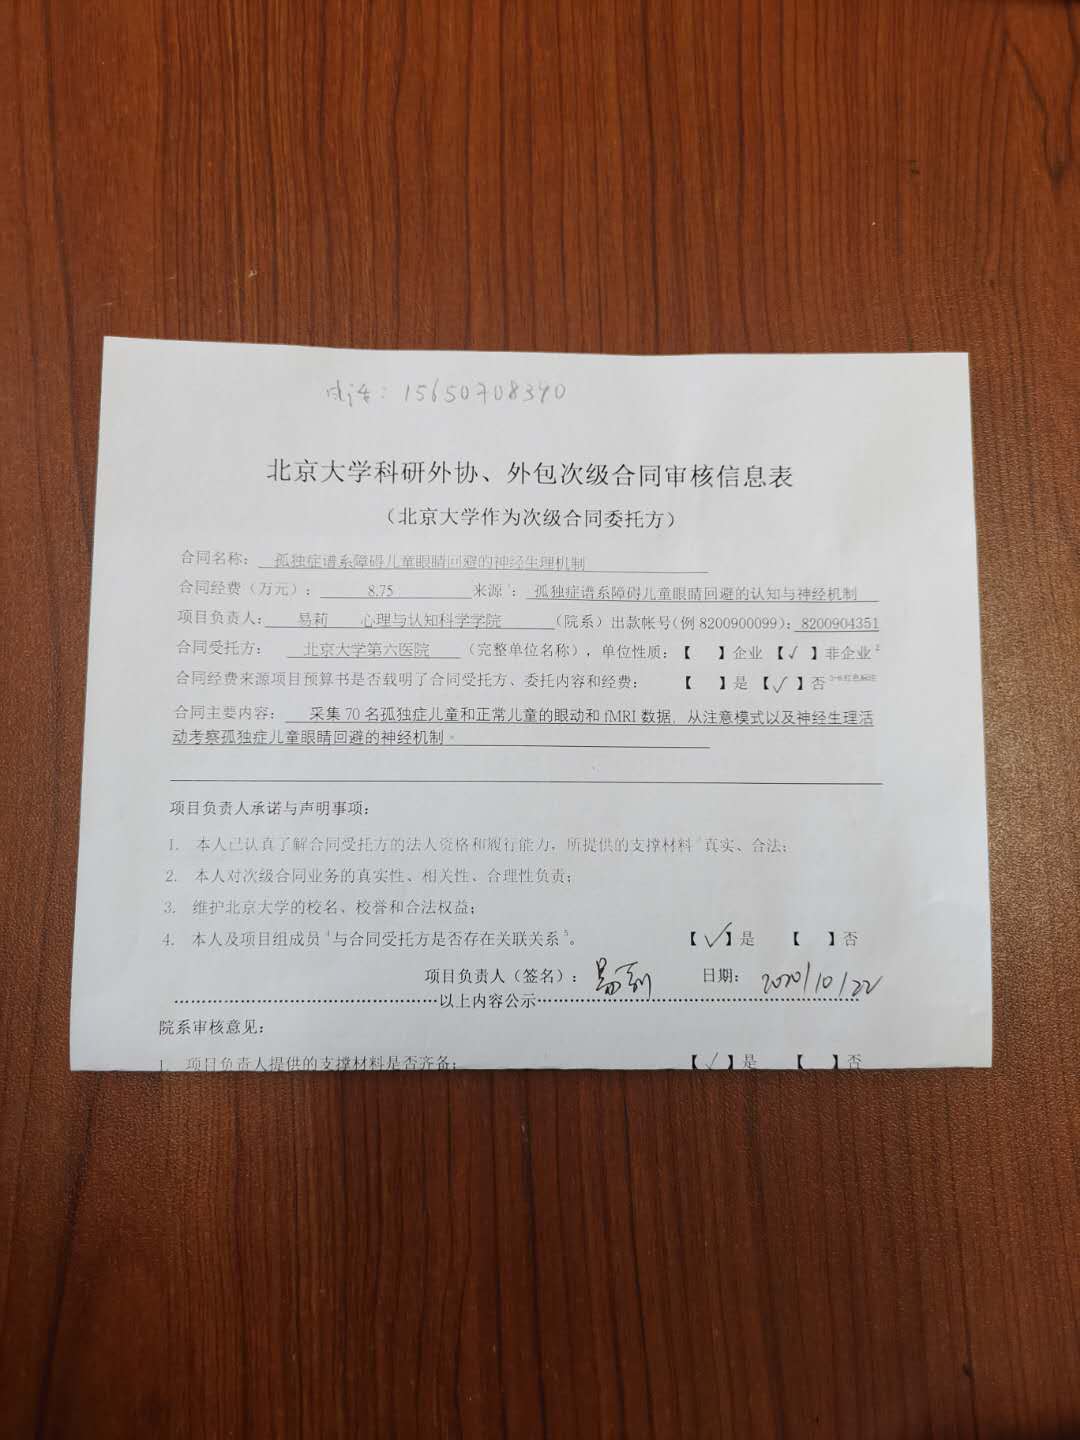 电话：15650708390
北京大学科研外协、外包次级合同审核信息表
（北京大学作为次级合同委托方）
合同名称： 孤独症谱系障碍儿童眼睛回避的神经生理机制
合同经费（万元）： 8.75 来源1： 孤独症谱系障碍儿童眼睛回避的认知与神经机制
项目负责人： 易莉 心理与认知科学学院 （院系）出款帐号(例 8200900099)： 8200904351
合同受托方： 北京大学第六医院 （完整单位名称），单位性质：【 】企业 【✓ 】非企业2
合同经费来源项目预算书是否载明了合同受托方、委托内容和经费： 【 】是 【✓ 】否
合同主要内容： 采集 70 名孤独症儿童和正常儿童的眼动和 fMRI 数据，从注意模式以及神经生理活
动考察孤独症儿童眼睛回避的神经机制。
项目负责人承诺与声明事项：
1. 本人已认真了解合同受托方的法人资格和履行能力，所提供的支撑材料3真实、合法；
2. 本人对次级合同业务的真实性、相关性、合理性负责；
3. 维护北京大学的校名、校誉和合法权益；
4. 本人及项目组成员4与合同受托方是否存在关联关系5。 【✓】是 【 】否
项目负责人（签名）： 易莉 日期： 2020/10/22
以上内容公示
院系审核意见：
1. 项目负责人提供的支撑材料是否齐备； 【✓】是 【 】否